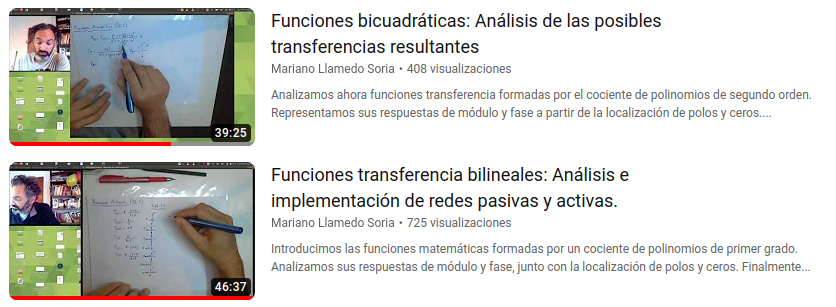 39:25
Funciones bicuadráticas: Análisis de las posibles
transferencias resultantes
Mariano Llamedo Soria • 408 visualizaciones
Analizamos ahora funciones transferencia formadas por el cociente de polinomios de segundo orden.
Representamos sus respuestas de módulo y fase a partir de la localización de polos y ceros....
46:37
Funciones transferencia bilineales: Análisis e
implementación de redes pasivas y activas.
Mariano Llamedo Soria • 725 visualizaciones
Introducimos las funciones matemáticas formadas por un cociente de polinomios de primer grado.
Analizamos sus respuestas de módulo y fase, junto con la localización de polos y ceros. Finalmente...